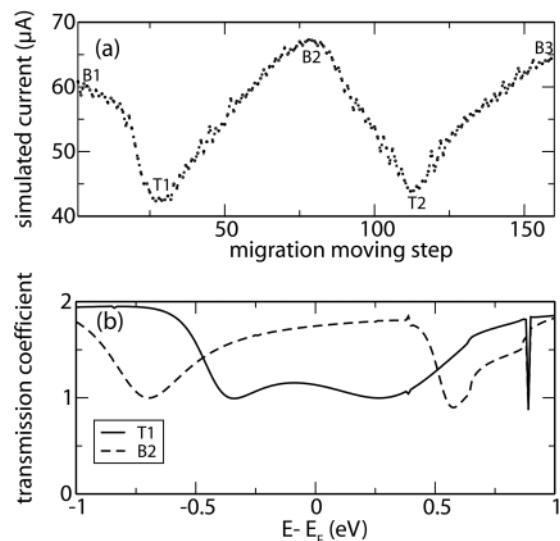 70
60
50
40
simulated current (μA)
(a)
B1
T1
B2
T2
B3
50
100
150
migration moving step
2
1
0
transmission coefficient
(b)
T1
B2
-1
-0.5
0
0.5
1
E- E_F (eV)